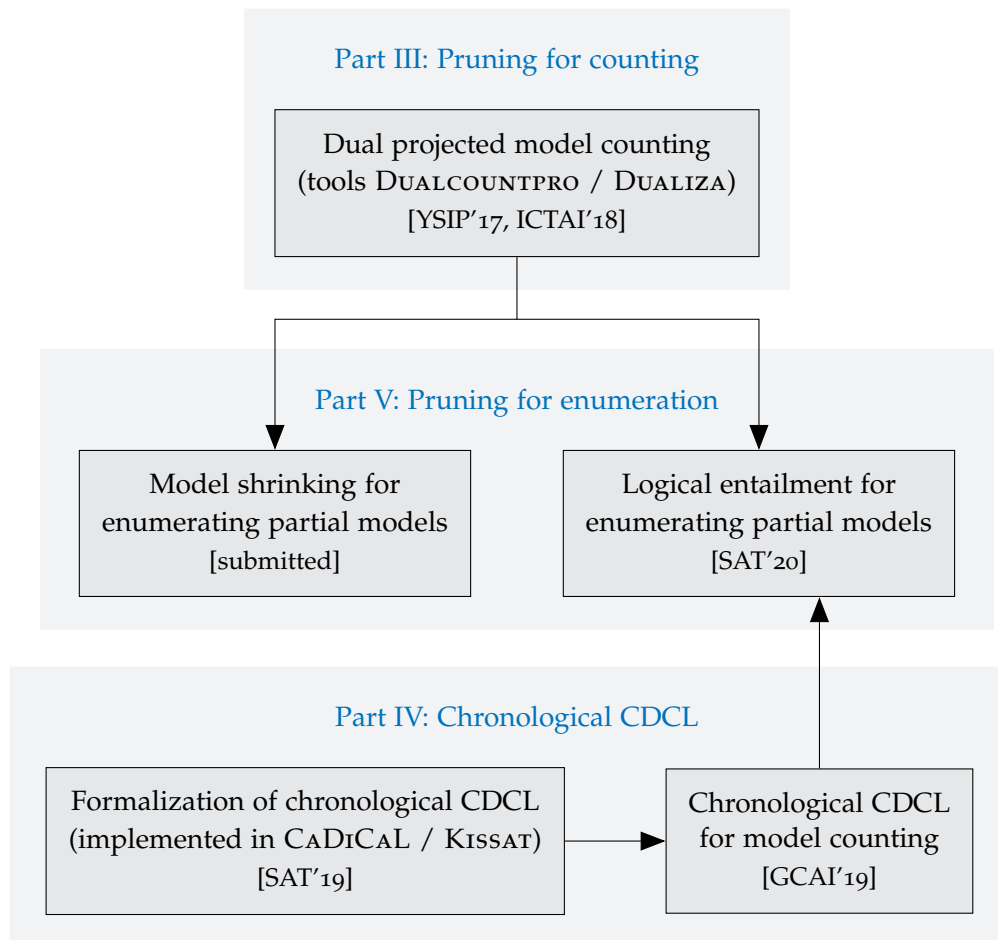 Part III: Pruning for counting
Dual projected model counting
(tools DUALCOUNTPRO / DUALIZA)
[YSIP'17, ICTAI'18]
Part V: Pruning for enumeration
Model shrinking for
enumerating partial models
[submitted]
Logical entailment for
enumerating partial models
[SAT'20]
Part IV: Chronological CDCL
Formalization of chronological CDCL
(implemented in CADICAL / KISSAT)
[SAT'19]
Chronological CDCL
for model counting
[GCAI'19]